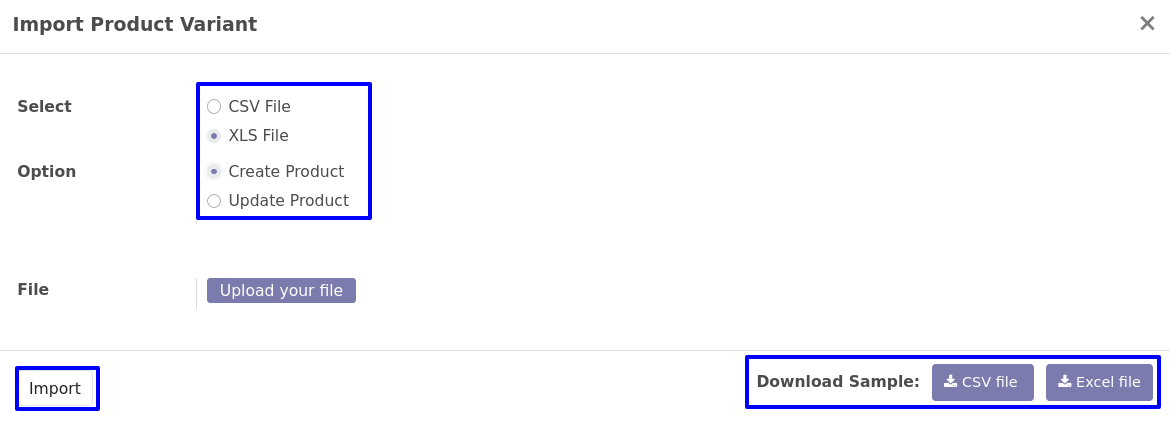 Import Product Variant ×
Select
CSV File
XLS File
Option
Create Product
Update Product
File
Upload your file
Import
Download Sample: CSV file Excel file